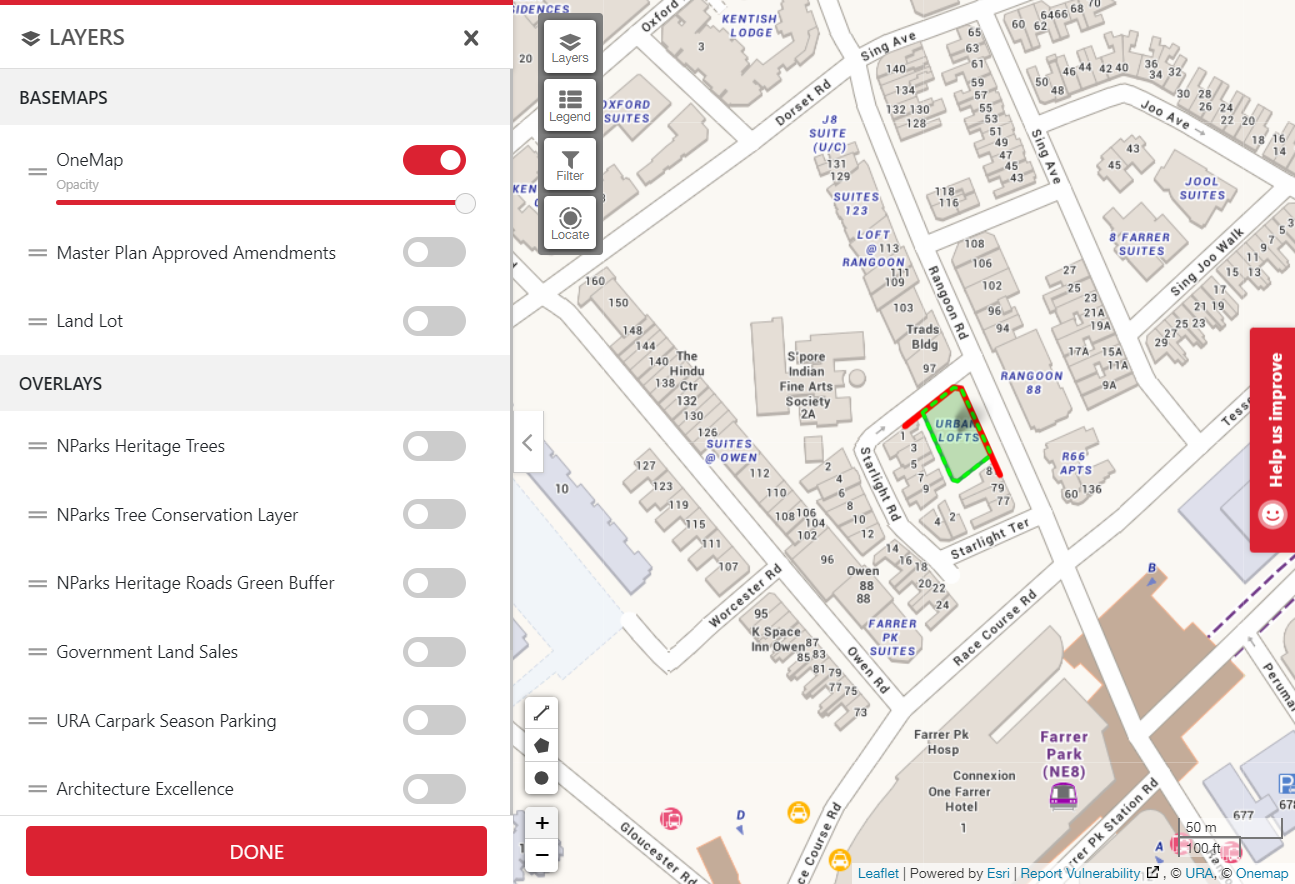 LAYERS
BASEMAPS
OneMap
Opacity
Master Plan Approved Amendments
Land Lot
OVERLAYS
NParks Heritage Trees
NParks Tree Conservation Layer
NParks Heritage Roads Green Buffer
Government Land Sales
URA Carpark Season Parking
Architecture Excellence
DONE
Layers
Legend
Filter
Locate
Oxford
KENTISH
LODGE
3
20
OXFORD
SUITES
Dorset Rd
Sing Ave
65
63
61
59
57
55
53
51
49
47
45
43
140
134
132 130
128
60
62
64 66 68
70
50
48
46 44 42 40
36
34 32
30 28
26 24
22 20
18 16
14
Joo Ave
Sing Ave
43
45
JOOL
SUITES
8 FARRER
SUITES
Sing Joo Walk
9 7 5
3
15 13
11
17
21 19
25 23
27
29
J8
SUITE
(U/C)
131
129
SUITES
123
LOFT
@ 113
RANGOON
111
109
103
Trads
Bldg
97
118
116
108
106
102
96
94
Rangoon Rd
RANGOON
88
27
25
23
21A
19A
17A 15A
11A
9A
160
150
148
144
140
138
132
130
126
The
Hindu
Ctr
SUITES
@ OWEN
112
110
108 106
104
102
96
S'pore
Indian
Fine Arts
Society
2A
URBAN
LOFTS
1
3
5
7
9
8
79
77
4 2
Starlight Rd
Starlight Ter
2
4
6
8
10
12
14
16 18
20 22
24
Owen
88
88
FARRER
PK
SUITES
R66
APTS
60 136
127
123
119
115
111
107
10
Worcester Rd
95
K Space
Inn Owen
87
85 83
81 79
77 75
73
Owen Rd
Race Course Rd
B
Farrer Pk
Hosp
Connexion
One Farrer
Hotel
1
Farrer
Park
(NE8)
677
D
A
Gloucester Rd
+
−
50 m
100 ft
Help us improve
Leaflet | Powered by Esri | Report Vulnerability , © URA, © Onemap